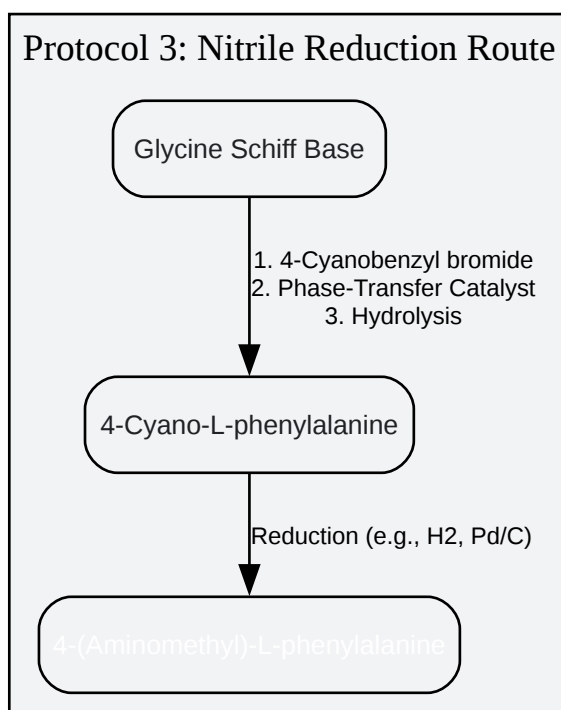 Protocol 3: Nitrile Reduction Route
Glycine Schiff Base
1. 4-Cyanobenzyl bromide
2. Phase-Transfer Catalyst
3. Hydrolysis
4-Cyano-L-phenylalanine
Reduction (e.g., H2, Pd/C)
4-(Aminomethyl)-L-phenylalanine